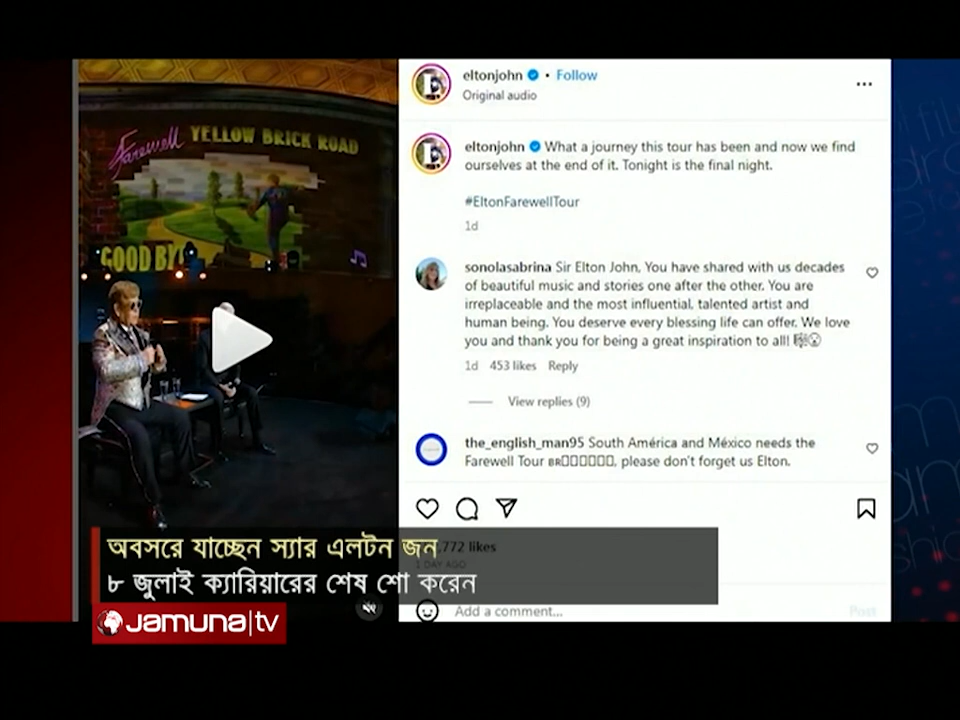 eltonjohn • Follow
Original audio
...
eltonjohn What a journey this tour has been and now we find
ourselves at the end of it. Tonight is the final night.
#EltonFarewellTour
1d
sonolasabrina Sir Elton John, You have shared with us decades
of beautiful music and stories one after the other. You are
irreplaceable and the most influential, talented artist and
human being. You deserve every blessing life can offer. We love
you and thank you for being a great inspiration to all!
1d 453 likes Reply
View replies (9)
the_english_man95 South América and México needs the
Farewell Tour BR, please don't forget us Elton.
772 likes
1 DAY AGO
Add a comment...
Post
Farewell YELLOW BRICK ROAD
GOOD BY
অবসরে যাচ্ছেন স্যার এলটন জন
৮ জুলাই ক্যারিয়ারের শেষ শো করেন
Jamuna|tv